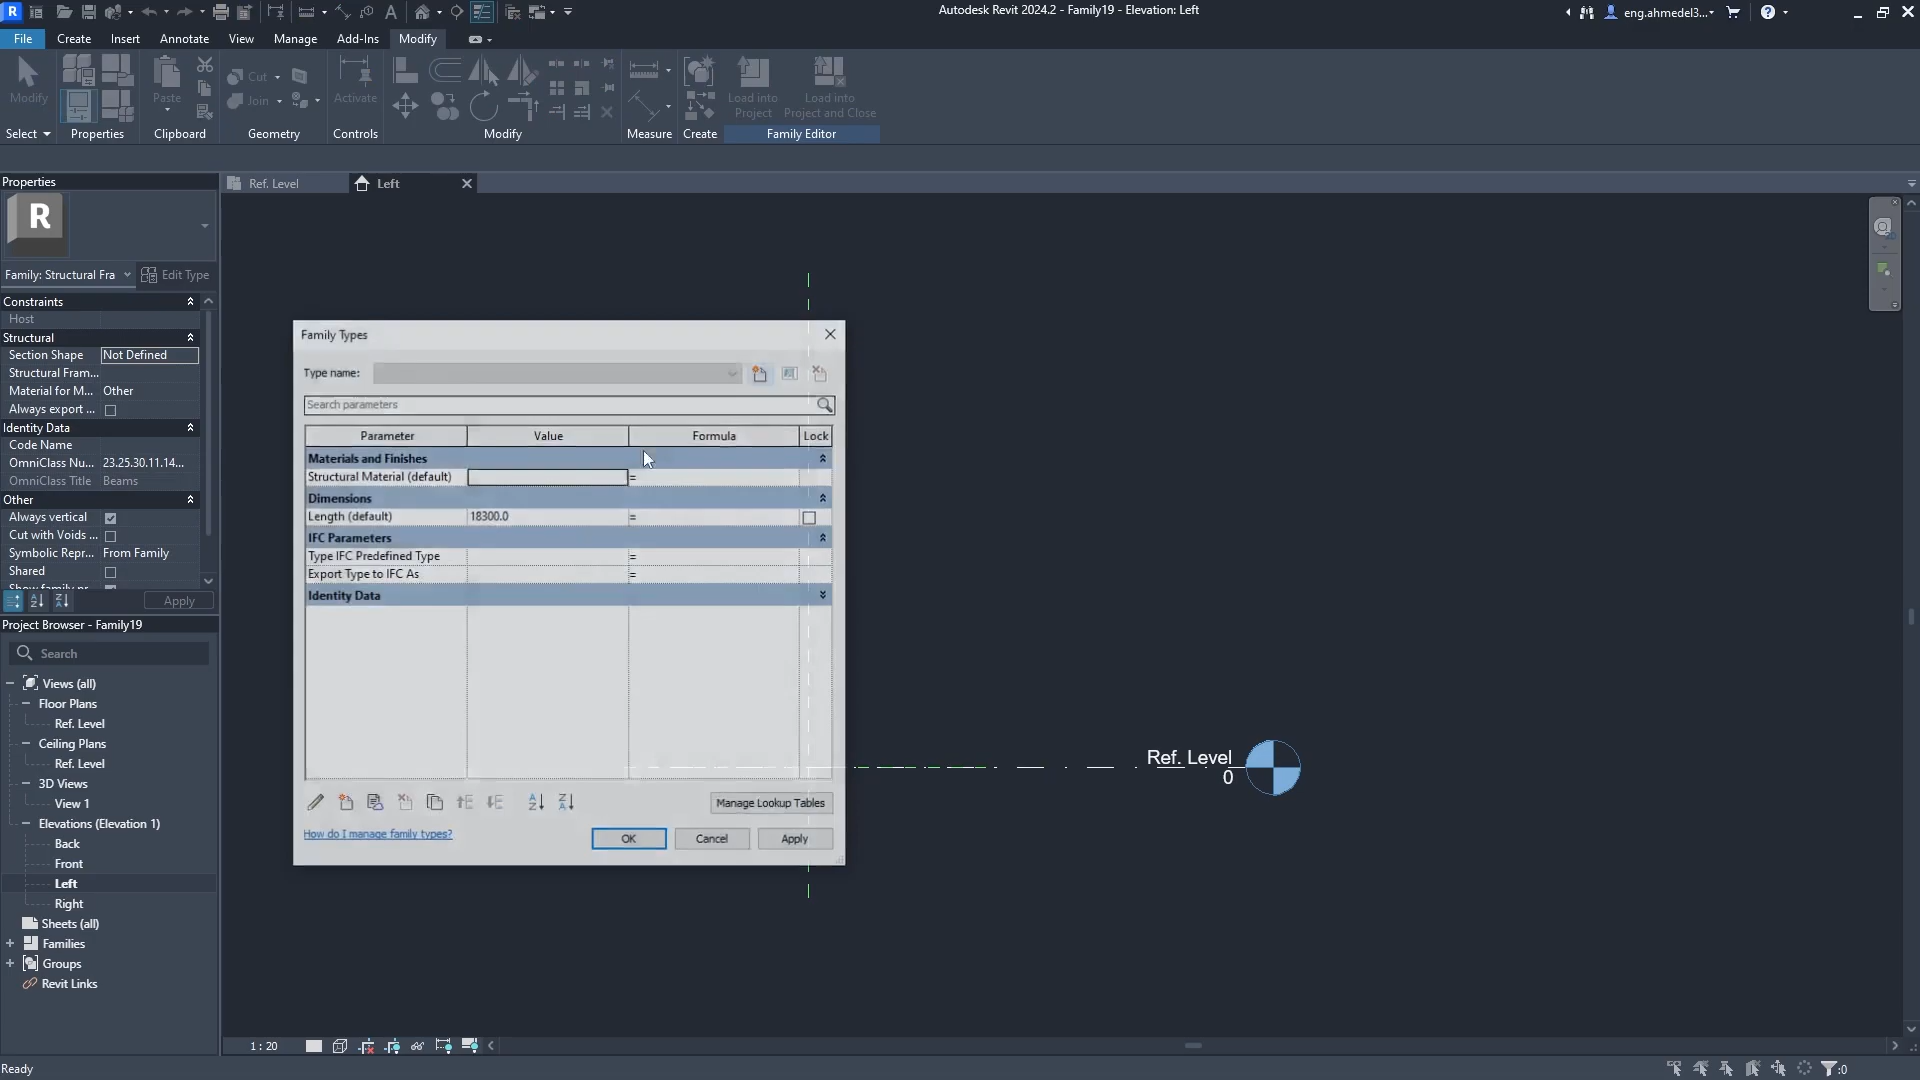 Autodesk Revit 2024.2 - Family19 - Elevation: Left
eng.ahmedel3...
File
Create
Insert
Annotate
View
Manage
Add-Ins
Modify
Modify
Paste
Cut
Join
Activate
Load into
Project
Load into
Project and Close
Select
Properties
Clipboard
Geometry
Controls
Modify
Measure
Create
Family Editor
Properties
Ref. Level
Left
R
Family: Structural Fra
Edit Type
Constraints
Host
Structural
Section Shape
Not Defined
Structural Fram...
Material for M...
Other
Always export ...
Identity Data
Code Name
OmniClass Nu...
23.25.30.11.14...
OmniClass Title
Beams
Other
Always vertical
Cut with Voids ...
Symbolic Repr...
From Family
Shared
Apply
Project Browser - Family19
Search
Views (all)
Floor Plans
Ref. Level
Ceiling Plans
Ref. Level
3D Views
View 1
Elevations (Elevation 1)
Back
Front
Left
Right
Sheets (all)
Families
Groups
Revit Links
Family Types
Type name:
Search parameters
Parameter
Value
Formula
Lock
Materials and Finishes
Structural Material (default)
=
Dimensions
Length (default)
18300.0
=
IFC Parameters
Type IFC Predefined Type
=
Export Type to IFC As
=
Identity Data
Manage Lookup Tables
How do I manage family types?
OK
Cancel
Apply
Ref. Level
0
1 : 20
Ready
:0